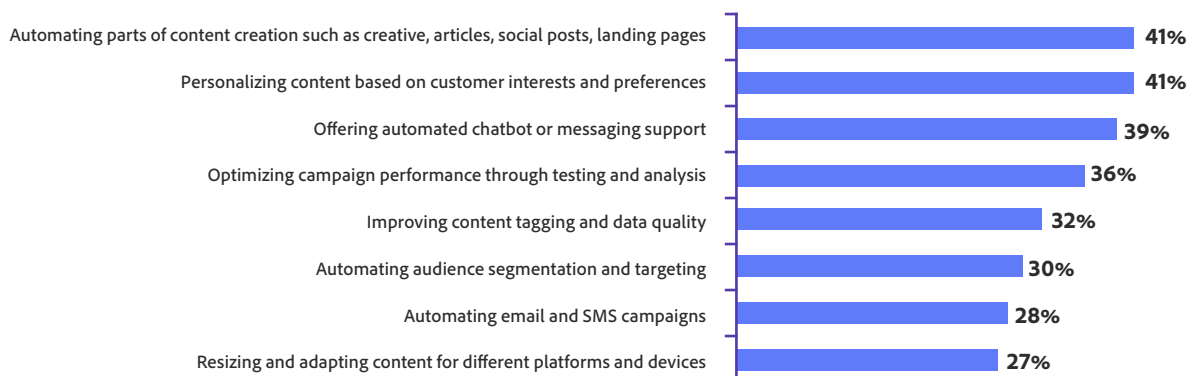 Automating parts of content creation such as creative, articles, social posts, landing pages 41%
Personalizing content based on customer interests and preferences 41%
Offering automated chatbot or messaging support 39%
Optimizing campaign performance through testing and analysis 36%
Improving content tagging and data quality 32%
Automating audience segmentation and targeting 30%
Automating email and SMS campaigns 28%
Resizing and adapting content for different platforms and devices 27%